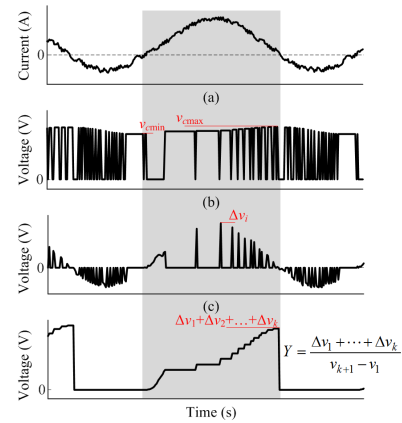 Current (A)
0
(a)
Voltage (V)
v_cmin
v_cmax
0
(b)
Voltage (V)
Δv_i
0
(c)
Voltage (V)
Δv_1+Δv_2+…+Δv_k
0
Y = (Δv_1 + ⋯ + Δv_k) / (v_{k+1} − v_1)
Time (s)